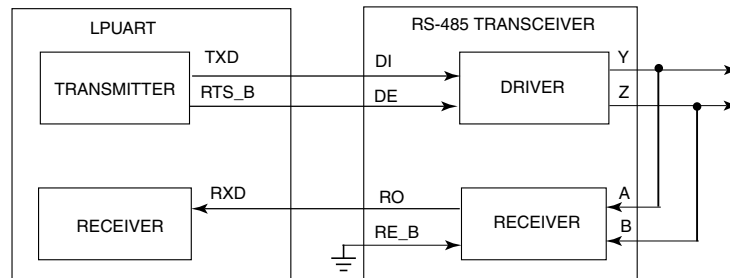 LPUART
RS-485 TRANSCEIVER
TXD
DI
Y
TRANSMITTER
DRIVER
RTS_B
DE
Z
RXD
RO
A
RECEIVER
RECEIVER
RE_B
B